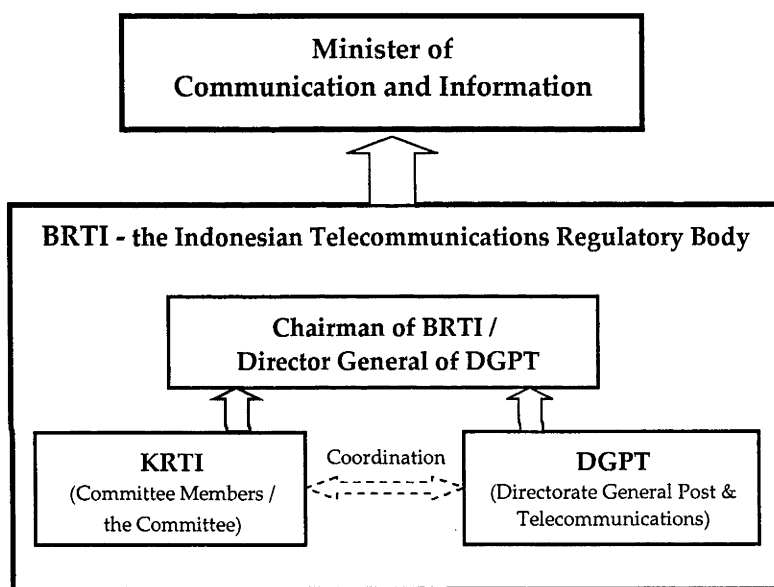 Minister of
Communication and Information
BRTI - the Indonesian Telecommunications Regulatory Body
Chairman of BRTI /
Director General of DGPT
KRTI
(Committee Members /
the Committee)
Coordination
DGPT
(Directorate General Post &
Telecommunications)